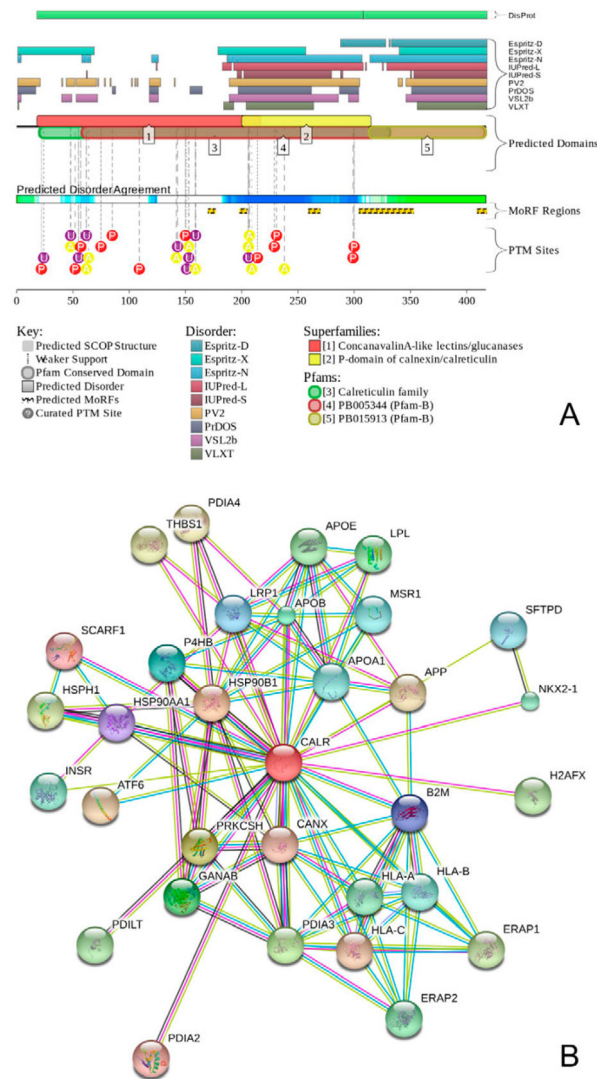 DisProt
Espritz-D
Espritz-X
Espritz-N
IUPred-L
IUPred-S
PV2
PrDOS
VSL2b
VLXT
1
2
3
4
5
Predicted Domains
Predicted Disorder Agreement
MoRF Regions
U U P P U P
A P P U A A P P
U A U A U P P
P U P A P U A P A A P
PTM Sites
0 50 100 150 200 250 300 350 400
Key:
Predicted SCOP Structure
Weaker Support
Pfam Conserved Domain
Predicted Disorder
Predicted MoRFs
Curated PTM Site
Disorder:
Espritz-D
Espritz-X
Espritz-N
IUPred-L
IUPred-S
PV2
PrDOS
VSL2b
VLXT
Superfamilies:
[1] ConcanavalinA-like lectins/glucanases
[2] P-domain of calnexin/calreticulin
Pfams:
[3] Calreticulin family
[4] PB005344 (Pfam-B)
[5] PB015913 (Pfam-B)
A
PDIA4
THBS1
APOE
LPL
LRP1
APOB
MSR1
SFTPD
SCARF1
P4HB
HSP90B1
APOA1
APP
NKX2-1
HSPH1
HSP90AA1
CALR
INSR
ATF6
H2AFX
B2M
PRKCSH
CANX
GANAB
HLA-A
HLA-B
PDILT
PDIA3
HLA-C
ERAP1
ERAP2
PDIA2
B